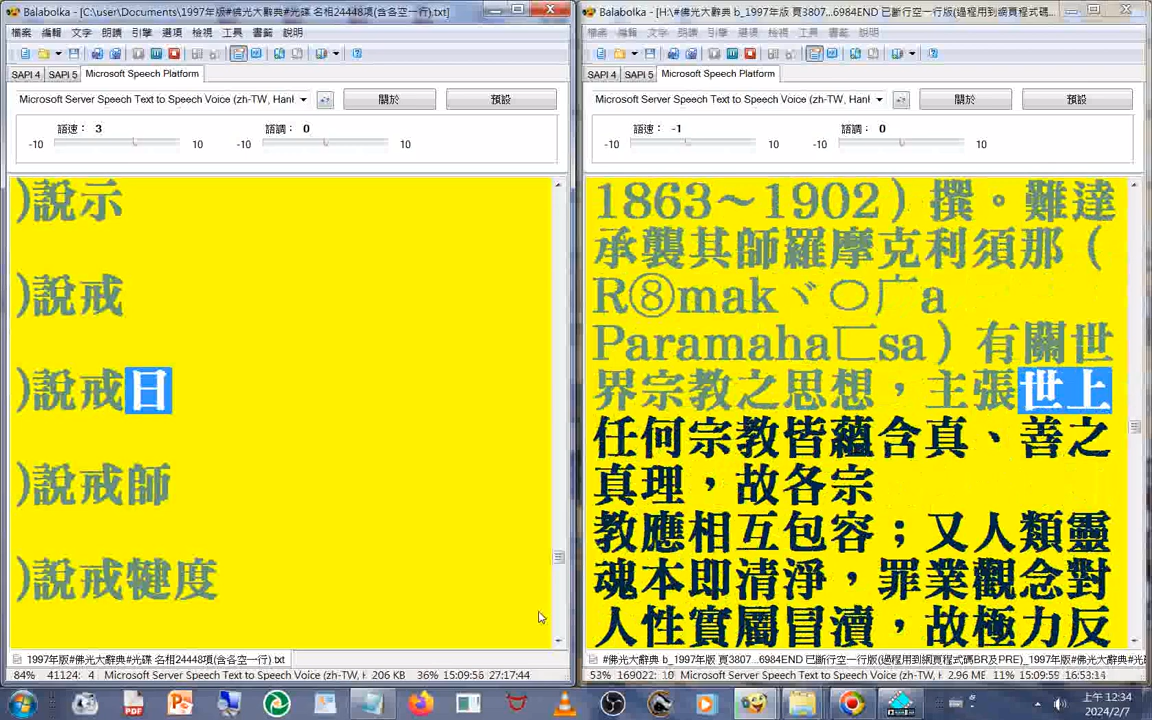 Balabolka - [C:\user\Documents\1997年版#佛光大辭典#光碟 名相24448項(含各空一行).txt]
檔案 編輯 文字 朗讀 引擎 選項 檢視 工具 書籤 說明
SAPI 4 SAPI 5 Microsoft Speech Platform
Microsoft Server Speech Text to Speech Voice (zh-TW, HanH 關於 預設
語速： 3 語調： 0
-10 10 -10 10
)說示
)說戒
)說戒日
)說戒師
)說戒犍度
1997年版#佛光大辭典#光碟 名相24448項(含各空一行).txt
84% 41124: 4 Microsoft Server Speech Text to Speech Voice (zh-TW, 206 KB 36% 15:09:56 27:17:44
Balabolka - [H:\#佛光大辭典 b_1997年版 頁3807...6984END 已斷行空一行版(過程用到網頁程式碼...
檔案 編輯 文字 朗讀 引擎 選項 檢視 工具 書籤 說明
SAPI 4 SAPI 5 Microsoft Speech Platform
Microsoft Server Speech Text to Speech Voice (zh-TW, HanH 關於 預設
語速： -1 語調： 0
-10 10 -10 10
1863～1902）撰。難達
承襲其師羅摩克利須那（
R⑧makヾ○广a
Paramaha匚sa）有關世
界宗教之思想，主張世上
任何宗教皆蘊含真、善之
真理，故各宗
教應相互包容；又人類靈
魂本即清淨，罪業觀念對
人性實屬冒瀆，故極力反
#佛光大辭典 b_1997年版 頁3807...6984END 已斷行空一行版(過程用到網頁程式碼BR及PRE)_1997年版#佛光
53% 169022: 10 Microsoft Server Speech Text to Speech Voice (zh-TW, 2.96 MB 11% 15:09:59 16:53:14
上午 12:34
2024/2/7